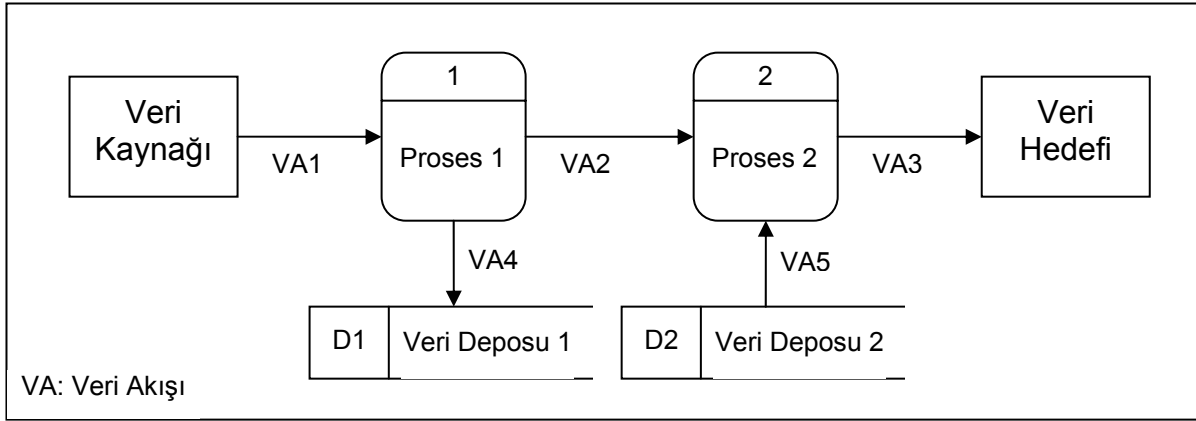 1
2
Veri
Kaynağı
Proses 1
Proses 2
Veri
Hedefi
VA1
VA2
VA3
VA4
VA5
D1
Veri Deposu 1
D2
Veri Deposu 2
VA: Veri Akışı